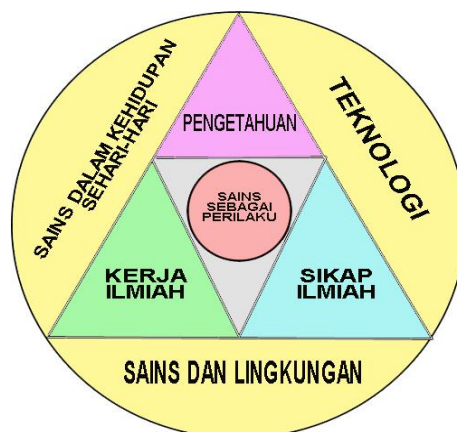 SAINS DALAM KEHIDUPAN
SEHARI-HARI
TEKNOLOGI
PENGETAHUAN
SAINS
SEBAGAI
PERILAKU
KERJA
ILMIAH
SIKAP
ILMIAH
SAINS DAN LINGKUNGAN